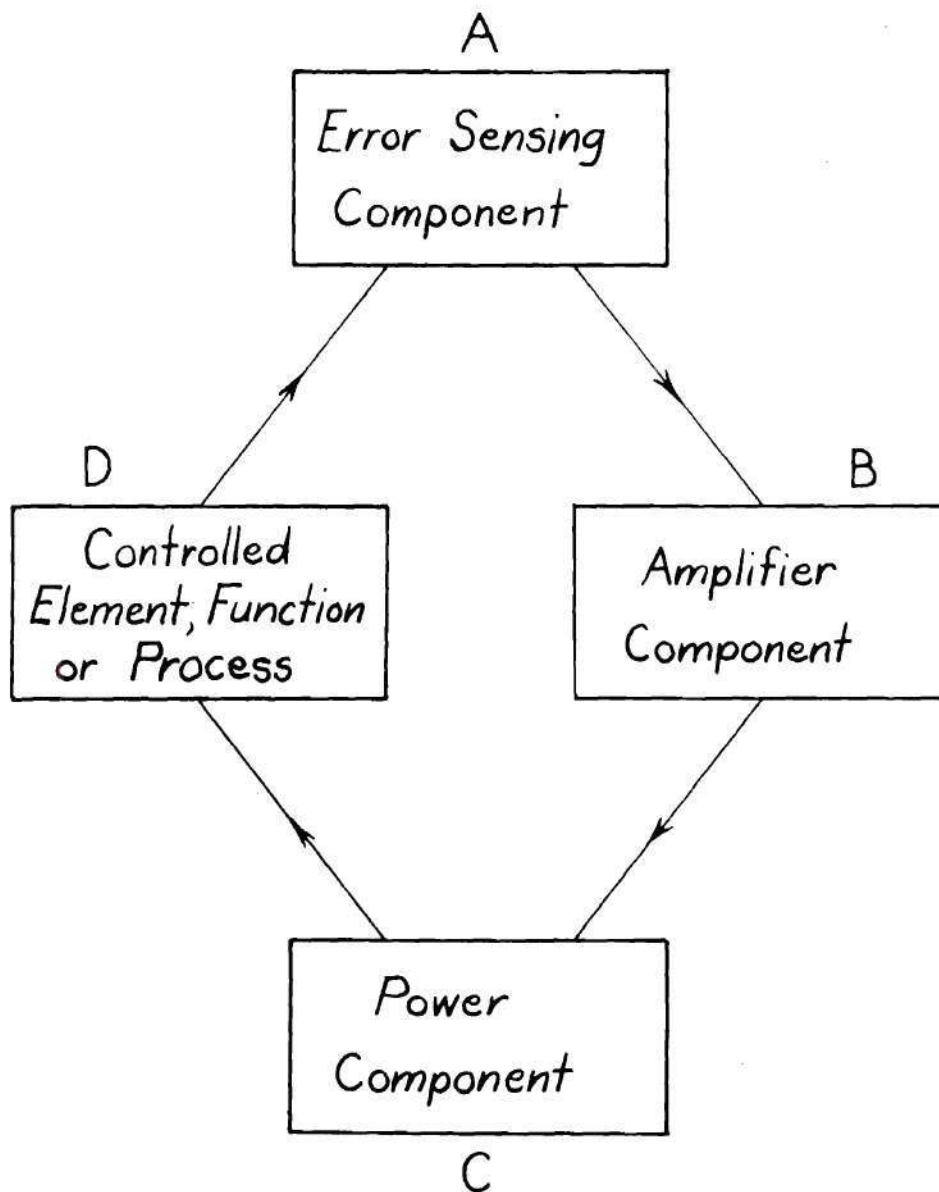 A
Error Sensing
Component
D
Controlled
Element, Function
or Process
B
Amplifier
Component
Power
Component
C